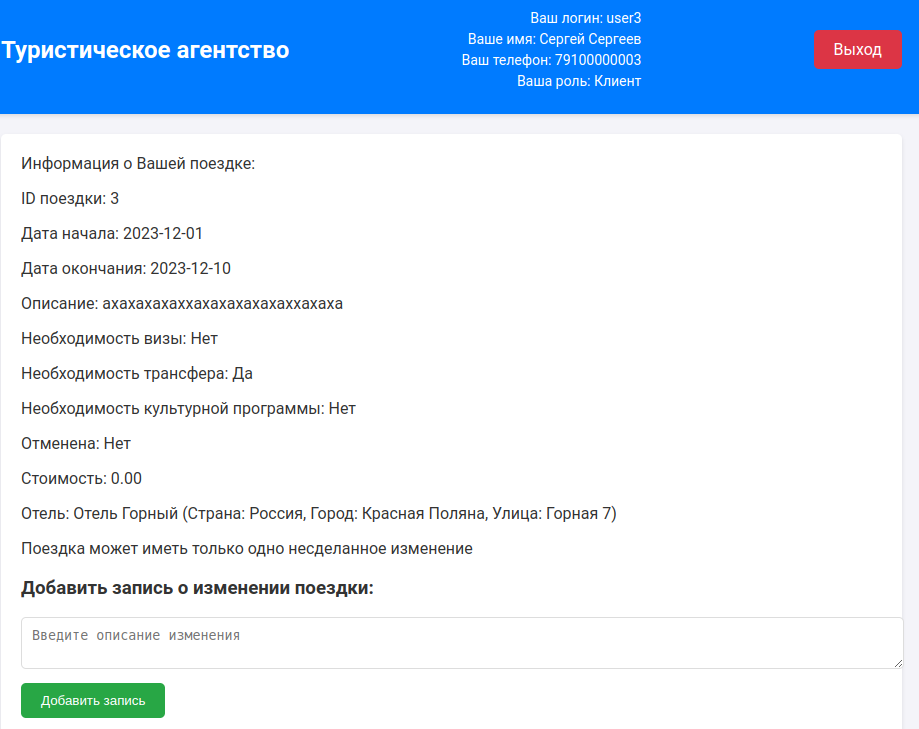 Туристическое агентство
Ваш логин: user3
Ваше имя: Сергей Сергеев
Ваш телефон: 79100000003
Ваша роль: Клиент
Выход
Информация о Вашей поездке:
ID поездки: 3
Дата начала: 2023-12-01
Дата окончания: 2023-12-10
Описание: ахахахахаххахахахахахаххахаха
Необходимость визы: Нет
Необходимость трансфера: Да
Необходимость культурной программы: Нет
Отменена: Нет
Стоимость: 0.00
Отель: Отель Горный (Страна: Россия, Город: Красная Поляна, Улица: Горная 7)
Поездка может иметь только одно несделанное изменение
Добавить запись о изменении поездки:
Введите описание изменения
Добавить запись